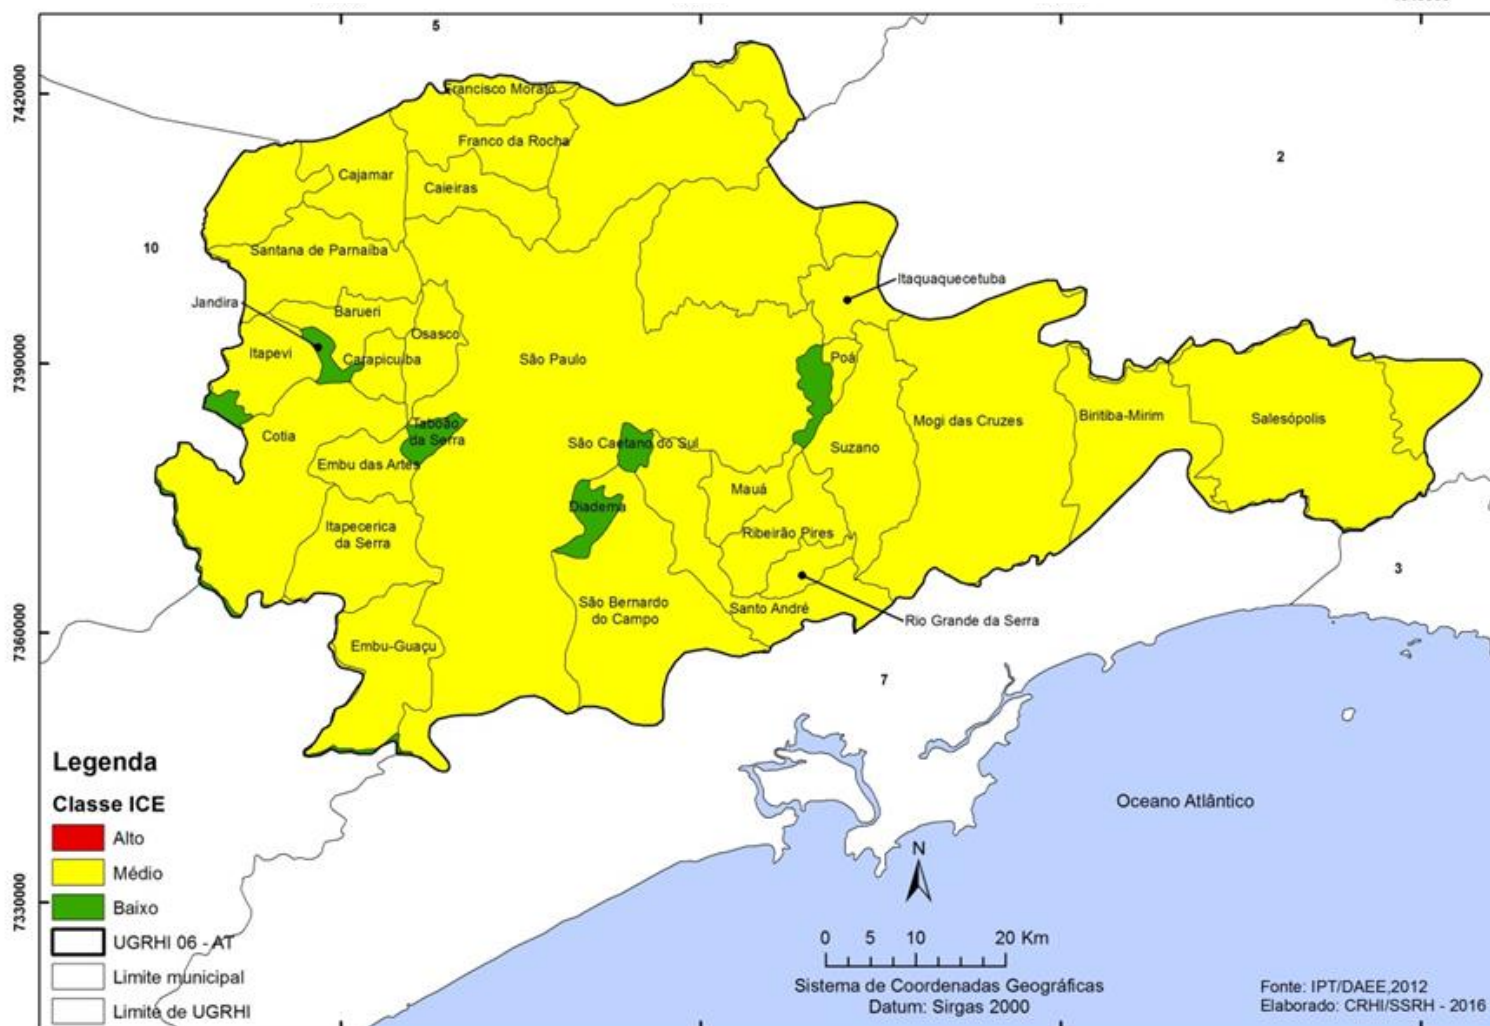 5
7420000
Francisco Morato
Franco da Rocha
2
Cajamar
Caieiras
10
Santana de Parnaíba
Itaquaquecetuba
Jandira
Barueri
Osasco
Itapevi
Carapicuíba
São Paulo
Poá
7390000
Mogi das Cruzes
Biritiba-Mirim
Salesópolis
Taboão
da Serra
Cotia
São Caetano do Sul
Suzano
Embu das Artes
Mauá
Diadema
Itapecerica
da Serra
Ribeirão Pires
3
São Bernardo
do Campo
Santo André
Rio Grande da Serra
7360000
Embu-Guaçu
7
Legenda
Classe ICE
Alto
Médio
Baixo
UGRHI 06 - AT
Limite municipal
Limite de UGRHI
7330000
Oceano Atlântico
N
0 5 10 20 Km
Sistema de Coordenadas Geográficas
Datum: Sirgas 2000
Fonte: IPT/DAEE,2012
Elaborado: CRHI/SSRH - 2016